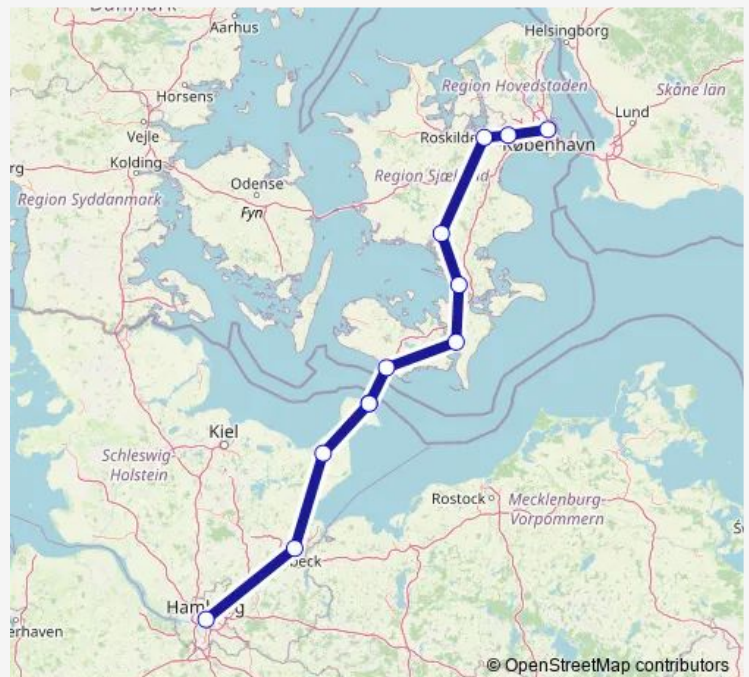 Danmark
Aarhus
Helsingborg
Horsens
Region Hovedstaden
Skåne län
Lund
Vejle
Roskilde
København
Kolding
Odense
Region Sjælland
Region Syddanmark
Fyn
Kiel
Schleswig-
Holstein
Rostock
Mecklenburg-
Vorpommern
beck
Hamburg
erhaven
© OpenStreetMap contributors